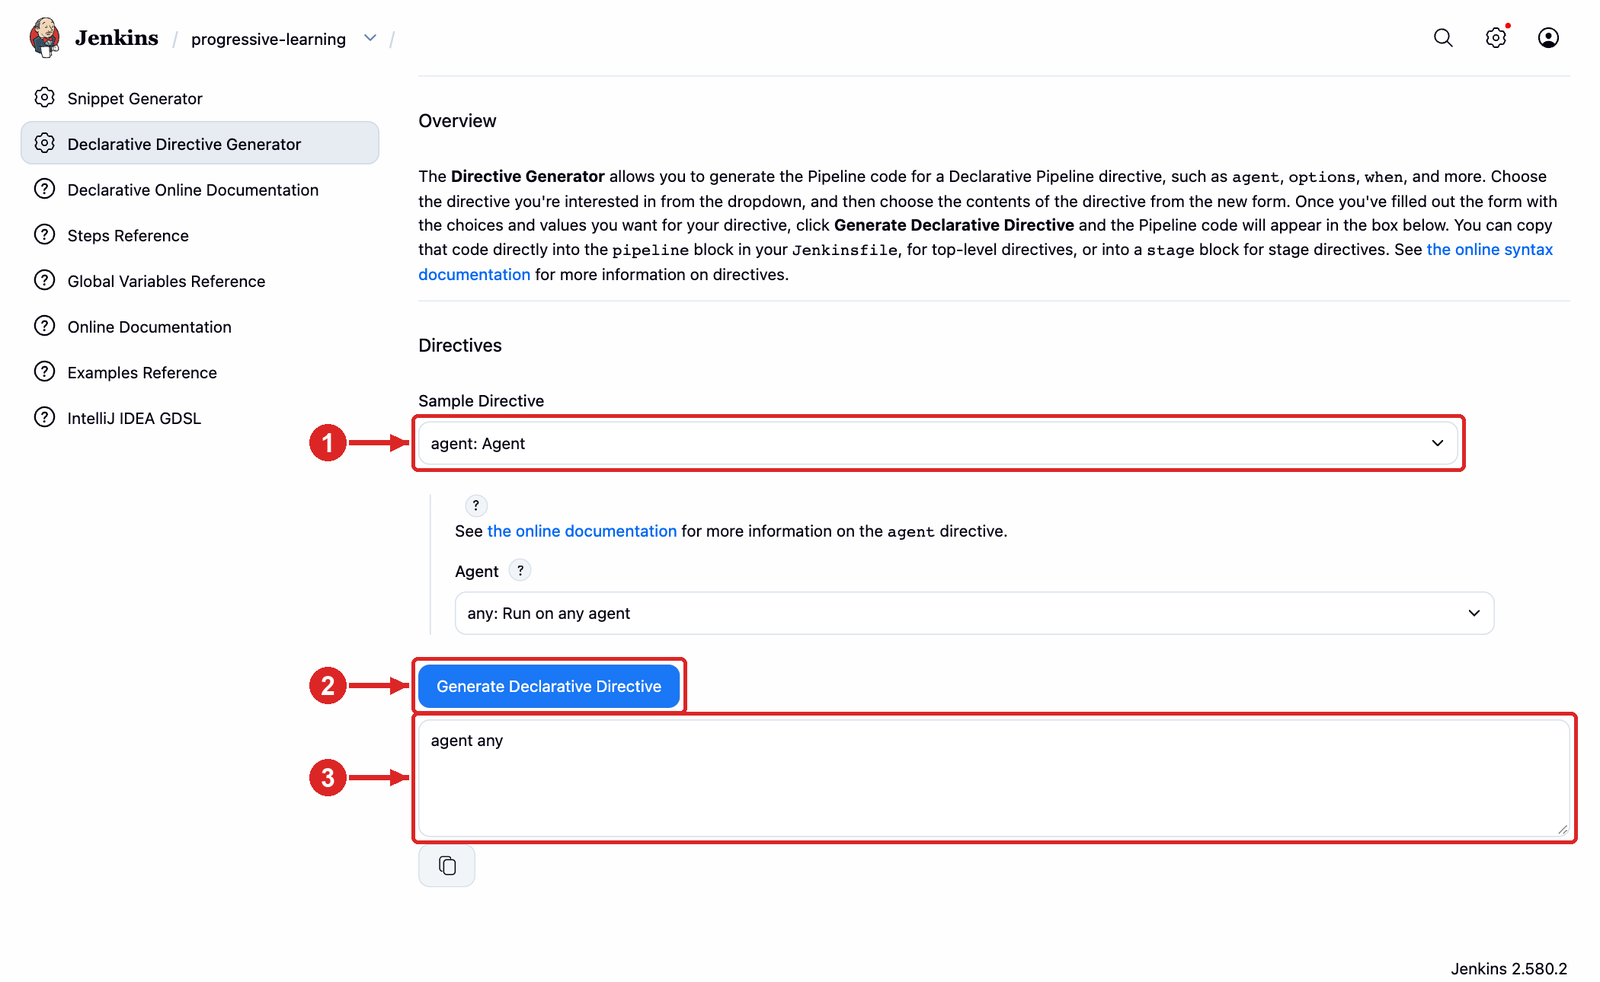 Jenkins / progressive-learning /
Snippet Generator
Declarative Directive Generator
Declarative Online Documentation
Steps Reference
Global Variables Reference
Online Documentation
Examples Reference
IntelliJ IDEA GDSL
Overview
The Directive Generator allows you to generate the Pipeline code for a Declarative Pipeline directive, such as agent, options, when, and more. Choose
the directive you're interested in from the dropdown, and then choose the contents of the directive from the new form. Once you've filled out the form with
the choices and values you want for your directive, click Generate Declarative Directive and the Pipeline code will appear in the box below. You can copy
that code directly into the pipeline block in your Jenkinsfile, for top-level directives, or into a stage block for stage directives. See the online syntax
documentation for more information on directives.
Directives
Sample Directive
1
agent: Agent
?
See the online documentation for more information on the agent directive.
Agent ?
any: Run on any agent
2
Generate Declarative Directive
agent any
3
Jenkins 2.580.2